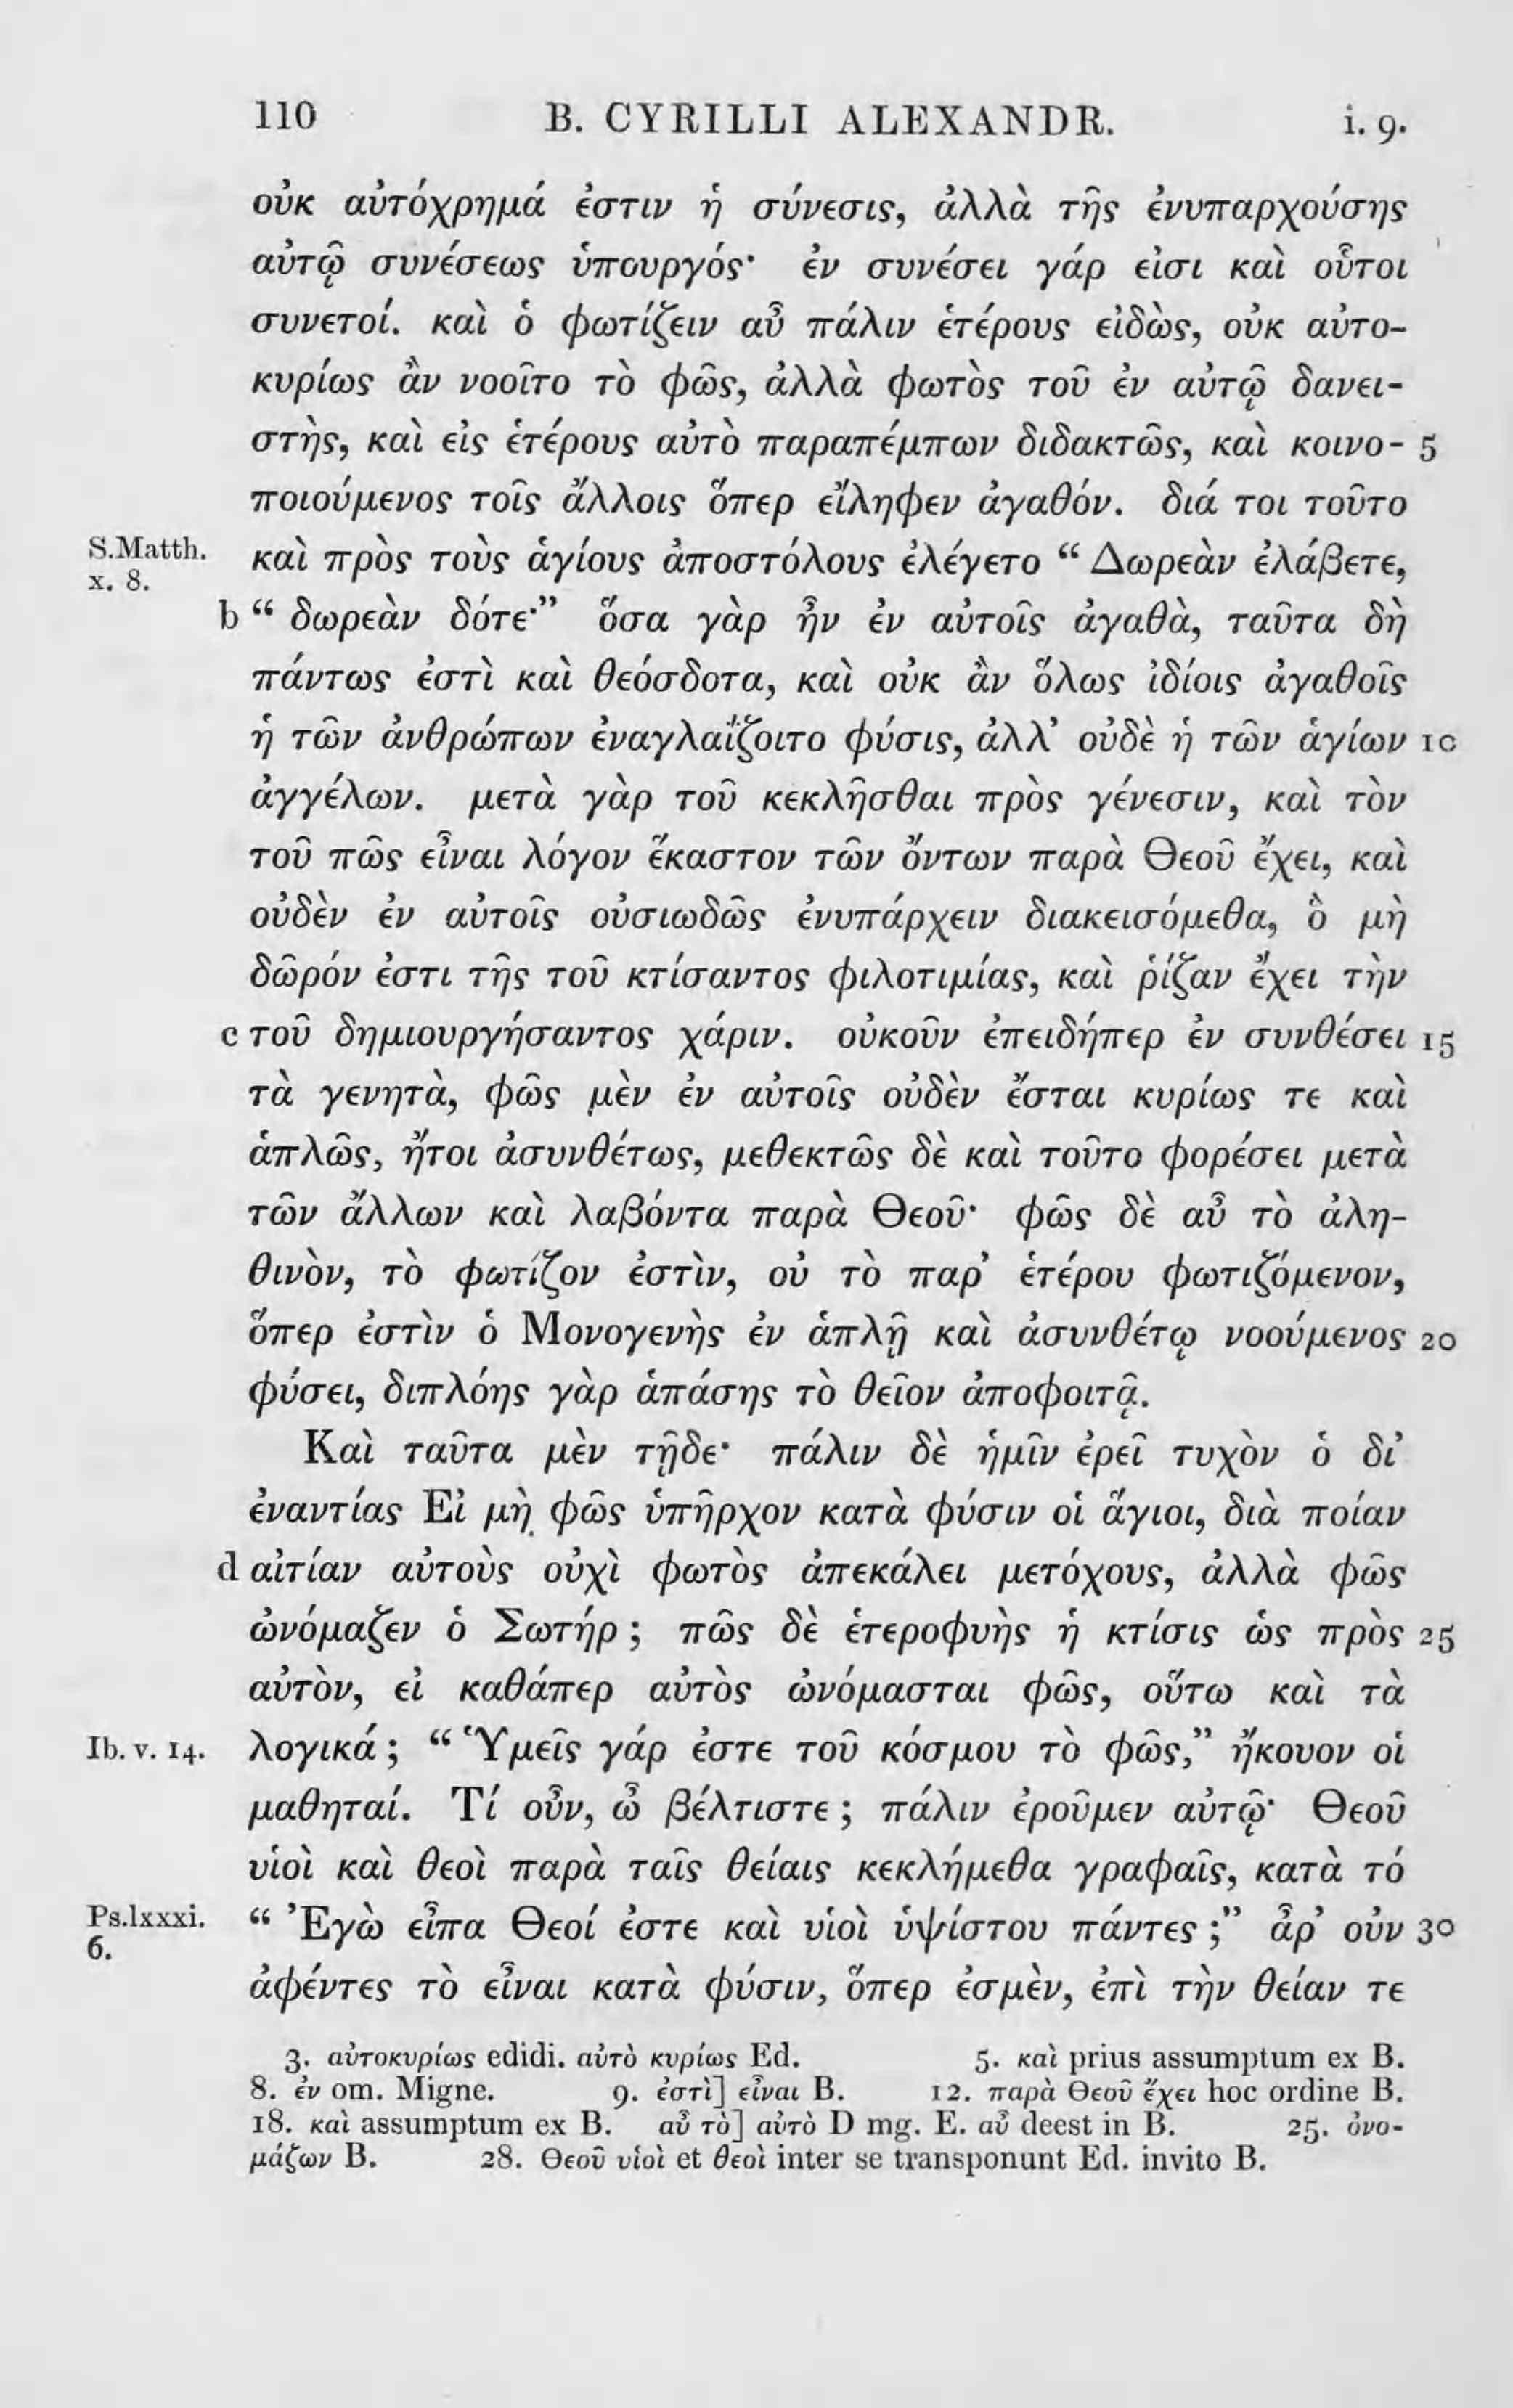 110 B. CYRILLI ALEXANDR. i. 9.
οὐκ αὐτόχρημά ἐστιν ἡ σύνεσις, ἀλλὰ τῆς ἐνυπαρχούσης
αὐτῷ συνέσεως ὑπουργός· ἐν συνέσει γάρ εἰσι καὶ οὗτοι
συνετοί. καὶ ὁ φωτίζειν αὖ πάλιν ἑτέρους εἰδὼς, οὐκ αὐτο-
κυρίως ἂν νοοῖτο τὸ φῶς, ἀλλὰ φωτὸς τοῦ ἐν αὐτῷ δανει-
στὴς, καὶ εἰς ἑτέρους αὐτὸ παραπέμπων διδακτῶς, καὶ κοινο- 5
ποιούμενος τοῖς ἄλλοις ὅπερ εἴληφεν ἀγαθόν. διά τοι τοῦτο
S.Matth. x. 8. καὶ πρὸς τοὺς ἁγίους ἀποστόλους ἐλέγετο “ Δωρεὰν ἐλάβετε,
b “ δωρεὰν δότε·” ὅσα γὰρ ἦν ἐν αὐτοῖς ἀγαθὰ, ταῦτα δὴ
πάντως ἐστὶ καὶ θεόσδοτα, καὶ οὐκ ἂν ὅλως ἰδίοις ἀγαθοῖς
ἡ τῶν ἀνθρώπων ἐναγλαΐζοιτο φύσις, ἀλλ’ οὐδὲ ἡ τῶν ἁγίων 10
ἀγγέλων. μετὰ γὰρ τοῦ κεκλῆσθαι πρὸς γένεσιν, καὶ τὸν
τοῦ πῶς εἶναι λόγον ἕκαστον τῶν ὄντων παρὰ Θεοῦ ἔχει, καὶ
οὐδὲν ἐν αὐτοῖς οὐσιωδῶς ἐνυπάρχειν διακεισόμεθα, ὃ μὴ
δῶρόν ἐστι τῆς τοῦ κτίσαντος φιλοτιμίας, καὶ ῥίζαν ἔχει τὴν
c τοῦ δημιουργήσαντος χάριν. οὐκοῦν ἐπειδήπερ ἐν συνθέσει 15
τὰ γενητὰ, φῶς μὲν ἐν αὐτοῖς οὐδὲν ἔσται κυρίως τε καὶ
ἁπλῶς, ἤτοι ἀσυνθέτως, μεθεκτῶς δὲ καὶ τοῦτο φορέσει μετὰ
τῶν ἄλλων καὶ λαβόντα παρὰ Θεοῦ· φῶς δὲ αὖ τὸ ἀλη-
θινὸν, τὸ φωτίζον ἐστὶν, οὐ τὸ παρ’ ἑτέρου φωτιζόμενον,
ὅπερ ἐστὶν ὁ Μονογενὴς ἐν ἁπλῇ καὶ ἀσυνθέτῳ νοούμενος 20
φύσει, διπλόης γὰρ ἁπάσης τὸ θεῖον ἀποφοιτᾷ.
Καὶ ταῦτα μὲν τῇδε· πάλιν δὲ ἡμῖν ἐρεῖ τυχὸν ὁ δι’
ἐναντίας Εἰ μὴ φῶς ὑπῆρχον κατὰ φύσιν οἱ ἅγιοι, διὰ ποίαν
d αἰτίαν αὐτοὺς οὐχὶ φωτὸς ἀπεκάλει μετόχους, ἀλλὰ φῶς
ὠνόμαζεν ὁ Σωτήρ ; πῶς δὲ ἑτεροφυὴς ἡ κτίσις ὡς πρὸς 25
αὐτὸν, εἰ καθάπερ αὐτὸς ὠνόμασται φῶς, οὕτω καὶ τὰ
Ib. v. 14. λογικά ; “ Ὑμεῖς γάρ ἐστε τοῦ κόσμου τὸ φῶς,” ἤκουον οἱ
μαθηταί. Τί οὖν, ὦ βέλτιστε ; πάλιν ἐροῦμεν αὐτῷ· Θεοῦ
υἱοὶ καὶ θεοὶ παρὰ ταῖς θείαις κεκλήμεθα γραφαῖς, κατὰ τό
Ps.lxxxi. 6. “ Ἐγὼ εἶπα Θεοί ἐστε καὶ υἱοὶ ὑψίστου πάντες ;” ἆρ’ οὐν 30
ἀφέντες τὸ εἶναι κατὰ φύσιν, ὅπερ ἐσμὲν, ἐπὶ τὴν θείαν τε
3. αὐτοκυρίως edidi. αὐτὸ κυρίως Ed. 5. καὶ prius assumptum ex B.
8. ἐν om. Migne. 9. ἐστὶ] εἶναι B. 12. παρὰ Θεοῦ ἔχει hoc ordine B.
18. καὶ assumptum ex B. αὖ τὸ] αὐτὸ D mg. E. αὖ deest in B. 25. ὀνο-
μάζων B. 28. Θεοῦ υἱοὶ et θεοὶ inter se transponunt Ed. invito B.